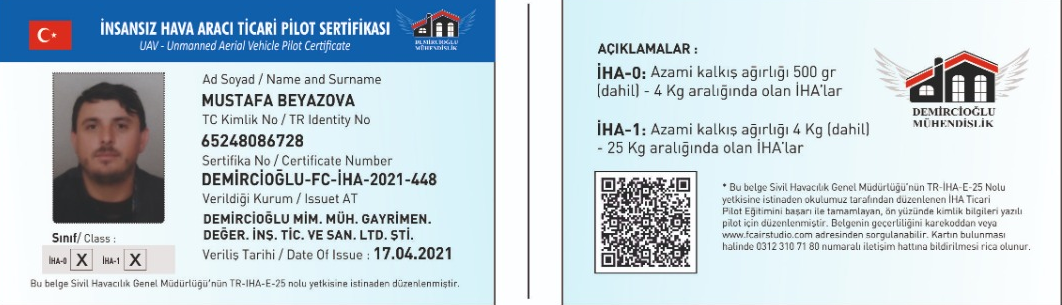 İNSANSIZ HAVA ARACI TİCARİ PİLOT SERTİFİKASI
UAV - Unmanned Aerial Vehicle Pilot Certificate
DEMİRCİOĞLU
MÜHENDİSLİK
Ad Soyad / Name and Surname
MUSTAFA BEYAZOVA
TC Kimlik No / TR Identity No
65248086728
Sertifika No / Certificate Number
DEMİRCİOĞLU-FC-İHA-2021-448
Verildiği Kurum / Issuet AT
DEMİRCİOĞLU MİM. MÜH. GAYRİMEN.
DEĞER. İNŞ. TİC. VE SAN. LTD. ŞTİ.
Veriliş Tarihi / Date Of Issue : 17.04.2021
Sınıf/ Class :
İHA-0 X İHA-1 X
Bu belge Sivil Havacılık Genel Müdürlüğü'nün TR-IHA-E-25 nolu yetkisine istinaden düzenlenmiştir.
AÇIKLAMALAR :
İHA-0: Azami kalkış ağırlığı 500 gr
(dahil) - 4 Kg aralığında olan İHA'lar
İHA-1: Azami kalkış ağırlığı 4 Kg (dahil)
- 25 Kg aralığında olan İHA'lar
DEMİRCİOĞLU
MÜHENDİSLİK
* Bu belge Sivil Havacılık Genel Müdürlüğü'nün TR-İHA-E-25 Nolu
yetkisine istinaden okulumuz tarafından düzenlenen İHA Ticari
Pilot Eğitimini başarı ile tamamlayan, ön yüzünde kimlik bilgileri yazılı
pilot için düzenlenmiştir. Belgenin geçerliliğini karekoddan veya
www.fcairstudio.com adresinden sorgulanabilir. Kartın bulunması
halinde 0312 310 71 80 numaralı iletişim hattına bildirilmesi rica olunur.